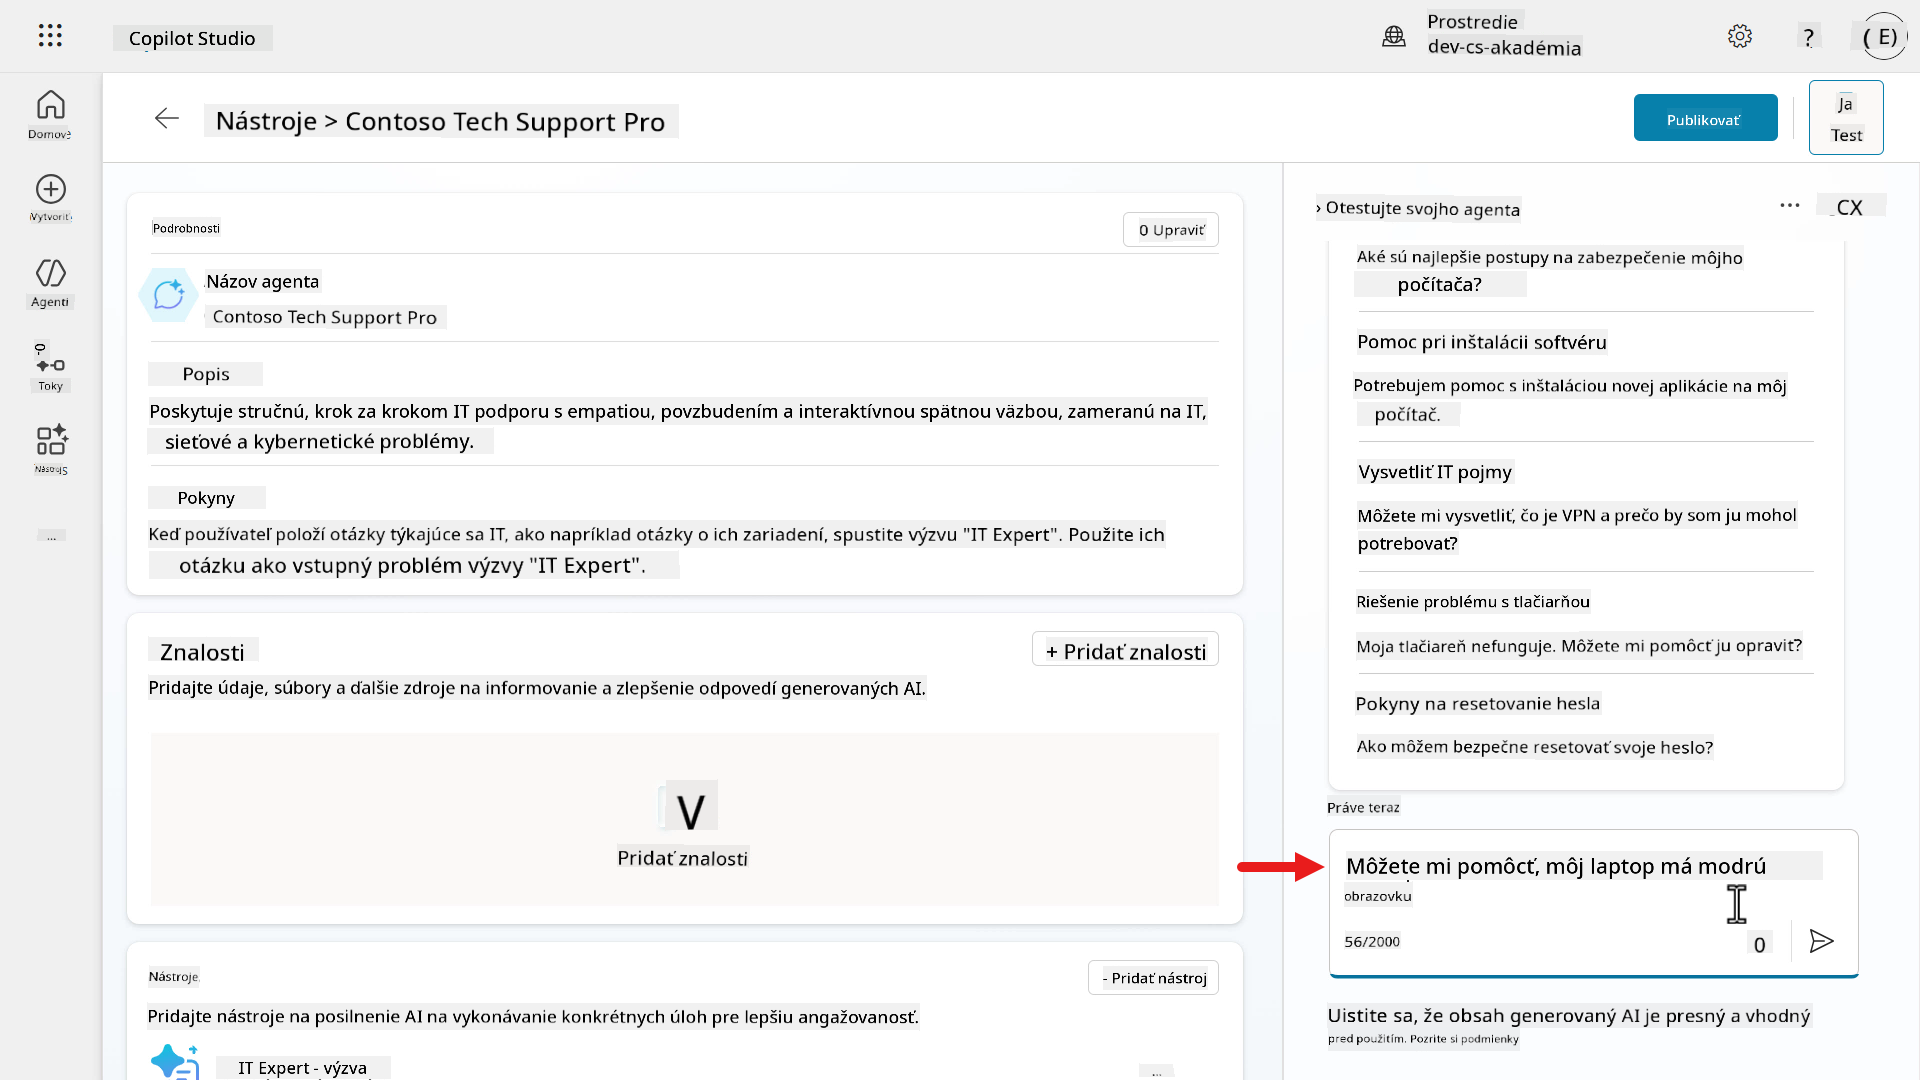 Copilot Studio
Prostredie
dev-cs-akadémia
?
( E)
Domove
Vytvoriť
Agenti
Toky
Nástroje
...
Nástroje > Contoso Tech Support Pro
Publikovať
Ja
Test
Podrobnosti
0 Upraviť
Názov agenta
Contoso Tech Support Pro
Popis
Poskytuje stručnú, krok za krokom IT podporu s empatiou, povzbudením a interaktívnou spätnou väzbou, zameranú na IT,
sieťové a kybernetické problémy.
Pokyny
Keď používateľ položí otázky týkajúce sa IT, ako napríklad otázky o ich zariadení, spustite výzvu "IT Expert". Použite ich
otázku ako vstupný problém výzvy "IT Expert".
Znalosti
+ Pridať znalosti
Pridajte údaje, súbory a ďalšie zdroje na informovanie a zlepšenie odpovedí generovaných AI.
V
Pridať znalosti
Nástroje
- Pridať nástroj
Pridajte nástroje na posilnenie AI na vykonávanie konkrétnych úloh pre lepšiu angažovanosť.
IT Expert - výzva
...
› Otestujte svojho agenta
...
CX
Aké sú najlepšie postupy na zabezpečenie môjho
počítača?
Pomoc pri inštalácii softvéru
Potrebujem pomoc s inštaláciou novej aplikácie na môj
počítač.
Vysvetliť IT pojmy
Môžete mi vysvetliť, čo je VPN a prečo by som ju mohol
potrebovať?
Riešenie problému s tlačiarňou
Moja tlačiareň nefunguje. Môžete mi pomôcť ju opraviť?
Pokyny na resetovanie hesla
Ako môžem bezpečne resetovať svoje heslo?
Práve teraz
Môžete mi pomôcť, môj laptop má modrú
obrazovku
56/2000
0
Uistite sa, že obsah generovaný AI je presný a vhodný
pred použitím. Pozrite si podmienky